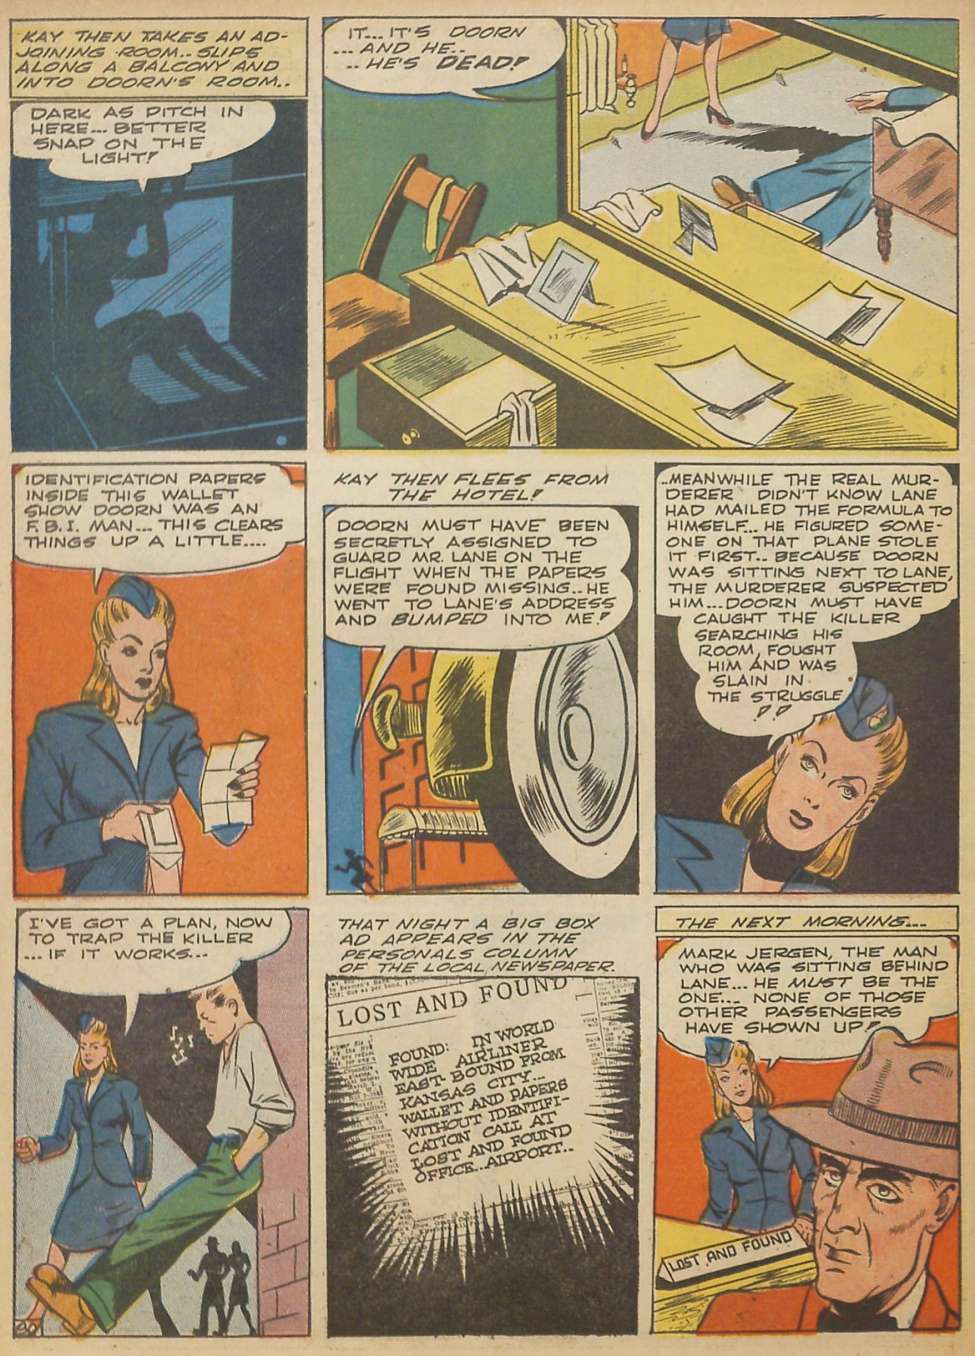 KAY THEN TAKES AN AD-
JOINING ROOM.. SLIPS
ALONG A BALCONY AND
INTO DOORN'S ROOM..
DARK AS PITCH IN
HERE... BETTER
SNAP ON THE
LIGHT!
IT... IT'S DOORN
... AND HE..
.. HE'S DEAD!
IDENTIFICATION PAPERS
INSIDE THIS WALLET
SHOW DOORN WAS AN
F.B.I. MAN... THIS CLEARS
THINGS UP A LITTLE....
KAY THEN FLEES FROM
THE HOTEL!
DOORN MUST HAVE BEEN
SECRETLY ASSIGNED TO
GUARD MR. LANE ON THE
FLIGHT WHEN THE PAPERS
WERE FOUND MISSING.. HE
WENT TO LANE'S ADDRESS
AND BUMPED INTO ME!
..MEANWHILE THE REAL MUR-
DERER DIDN'T KNOW LANE
HAD MAILED THE FORMULA TO
HIMSELF... HE FIGURED SOME-
ONE ON THAT PLANE STOLE
IT FIRST.. BECAUSE DOORN
WAS SITTING NEXT TO LANE,
THE MURDERER SUSPECTED
HIM... DOORN MUST HAVE
CAUGHT THE KILLER
SEARCHING HIS
ROOM, FOUGHT
HIM AND WAS
SLAIN IN
THE STRUGGLE
!!
I'VE GOT A PLAN, NOW
TO TRAP THE KILLER
... IF IT WORKS...
THAT NIGHT A BIG BOX
AD APPEARS IN THE
PERSONALS COLUMN
OF THE LOCAL NEWSPAPER.
LOST AND FOUND
FOUND: IN WORLD
WIDE AIRLINER
EAST-BOUND FROM
KANSAS CITY...
WALLET AND PAPERS
WITHOUT IDENTIFI-
CATION CALL AT
LOST AND FOUND
OFFICE.. AIRPORT..
THE NEXT MORNING...
MARK JERGEN, THE MAN
WHO WAS SITTING BEHIND
LANE... HE MUST BE THE
ONE... NONE OF THOSE
OTHER PASSENGERS
HAVE SHOWN UP!
LOST AND FOUND